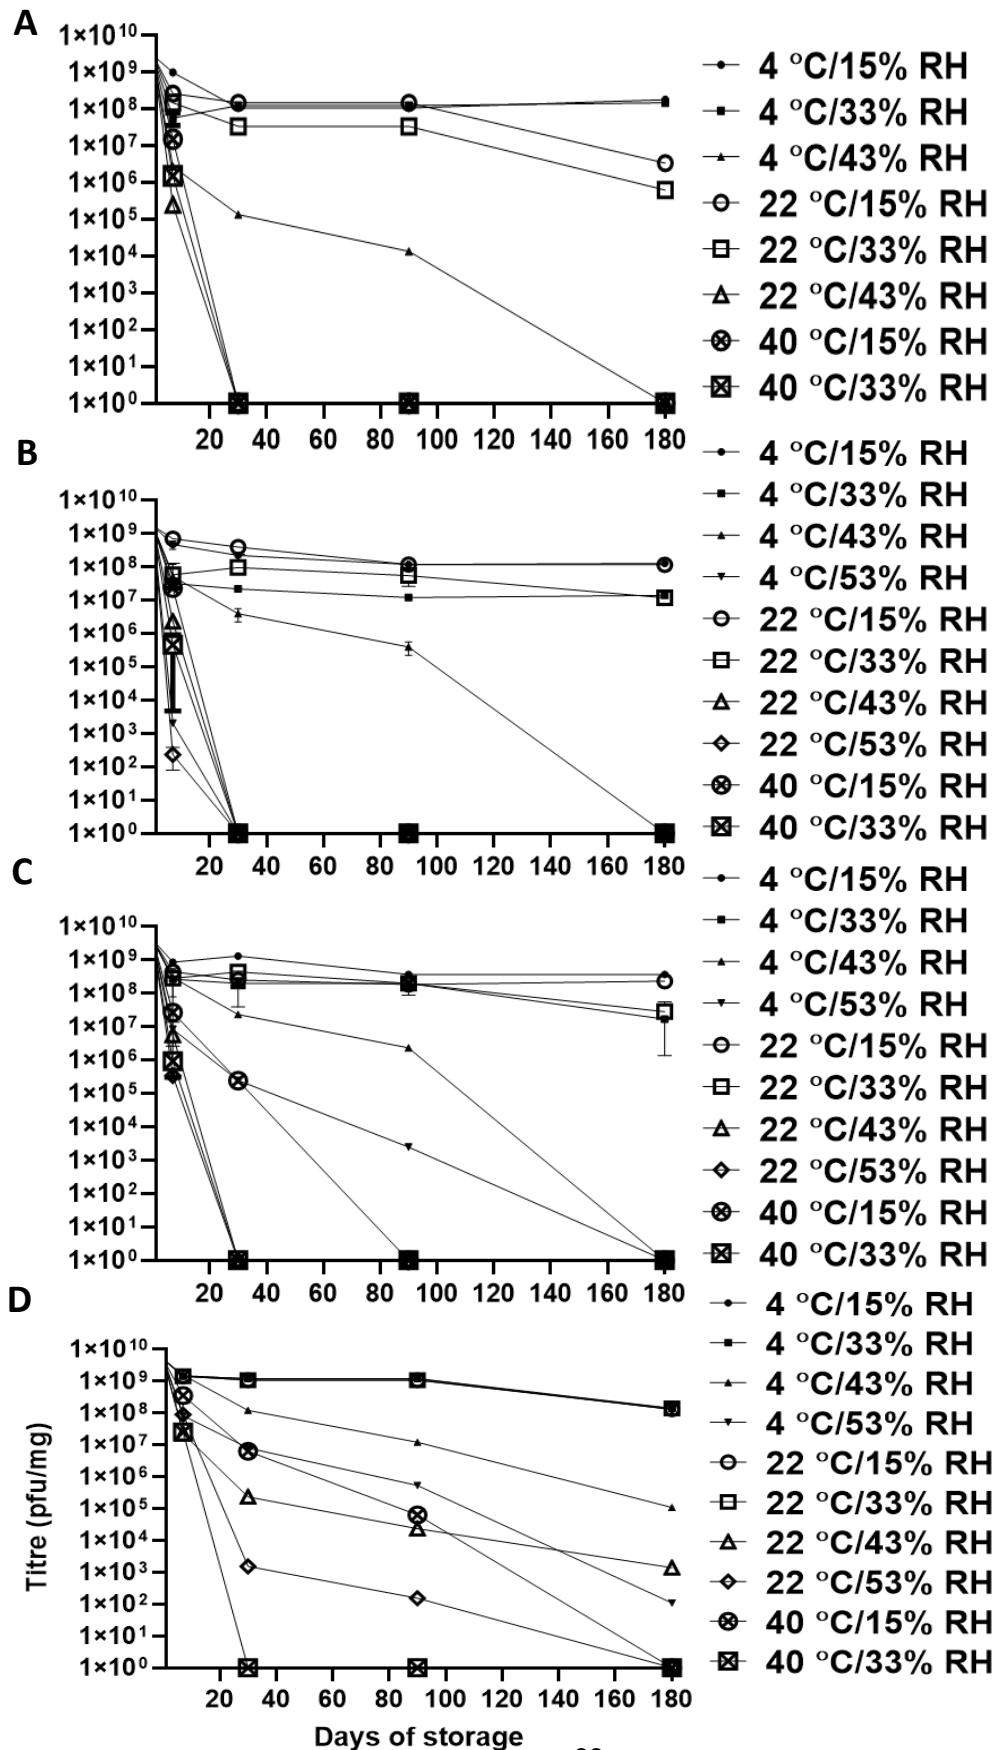 A
1×10¹⁰
1×10⁹
1×10⁸
1×10⁷
1×10⁶
1×10⁵
1×10⁴
1×10³
1×10²
1×10¹
1×10⁰
20 40 60 80 100 120 140 160 180
4 °C/15% RH
4 °C/33% RH
4 °C/43% RH
22 °C/15% RH
22 °C/33% RH
22 °C/43% RH
40 °C/15% RH
40 °C/33% RH
B
1×10¹⁰
1×10⁹
1×10⁸
1×10⁷
1×10⁶
1×10⁵
1×10⁴
1×10³
1×10²
1×10¹
1×10⁰
20 40 60 80 100 120 140 160 180
4 °C/15% RH
4 °C/33% RH
4 °C/43% RH
4 °C/53% RH
22 °C/15% RH
22 °C/33% RH
22 °C/43% RH
22 °C/53% RH
40 °C/15% RH
40 °C/33% RH
C
1×10¹⁰
1×10⁹
1×10⁸
1×10⁷
1×10⁶
1×10⁵
1×10⁴
1×10³
1×10²
1×10¹
1×10⁰
20 40 60 80 100 120 140 160 180
4 °C/15% RH
4 °C/33% RH
4 °C/43% RH
4 °C/53% RH
22 °C/15% RH
22 °C/33% RH
22 °C/43% RH
22 °C/53% RH
40 °C/15% RH
40 °C/33% RH
D
Titre (pfu/mg)
1×10¹⁰
1×10⁹
1×10⁸
1×10⁷
1×10⁶
1×10⁵
1×10⁴
1×10³
1×10²
1×10¹
1×10⁰
20 40 60 80 100 120 140 160 180
Days of storage
4 °C/15% RH
4 °C/33% RH
4 °C/43% RH
4 °C/53% RH
22 °C/15% RH
22 °C/33% RH
22 °C/43% RH
22 °C/53% RH
40 °C/15% RH
40 °C/33% RH